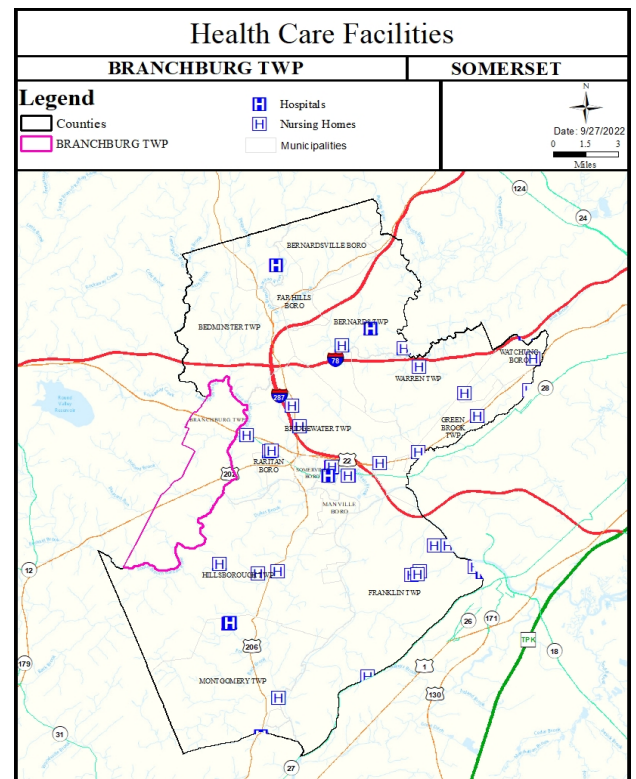 Health Care Facilities
BRANCHBURG TWP
SOMERSET
Legend
Counties
BRANCHBURG TWP
H Hospitals
H Nursing Homes
Municipalities
N
Date: 9/27/2022
0 1.5 3
Miles
124
24
BERNARDSVILLE BORO
H
FAR HILLS
BORO
BEDMINSTER TWP
BERNARDS TWP
H
H
H
78
WATCHUNG
BORO
H
H
WARREN TWP
28
287
H
H
H
BRANCHBURG TWP
H
BRIDGEWATER TWP
GREEN
BROOK
TWP
H
H
H
RARITAN
BORO
22
H
H
202
SOMERVILLE
BORO
H
H
MANVILLE
BORO
H
H
12
H
H
H
HILLSBOROUGH TWP
H
H
FRANKLIN TWP
H
26
171
206
TPK
18
179
1
MONTGOMERY TWP
H
130
H
31
27